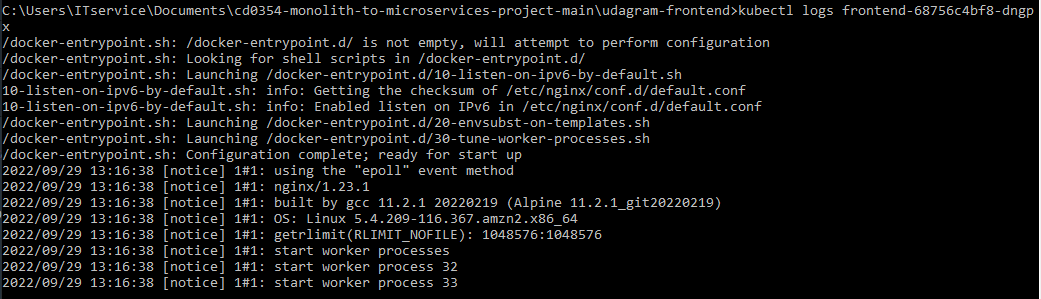 C:\Users\ITservice\Documents\cd0354-monolith-to-microservices-project-main\udagram-frontend>kubectl logs frontend-68756c4bf8-dngp
x
/docker-entrypoint.sh: /docker-entrypoint.d/ is not empty, will attempt to perform configuration
/docker-entrypoint.sh: Looking for shell scripts in /docker-entrypoint.d/
/docker-entrypoint.sh: Launching /docker-entrypoint.d/10-listen-on-ipv6-by-default.sh
10-listen-on-ipv6-by-default.sh: info: Getting the checksum of /etc/nginx/conf.d/default.conf
10-listen-on-ipv6-by-default.sh: info: Enabled listen on IPv6 in /etc/nginx/conf.d/default.conf
/docker-entrypoint.sh: Launching /docker-entrypoint.d/20-envsubst-on-templates.sh
/docker-entrypoint.sh: Launching /docker-entrypoint.d/30-tune-worker-processes.sh
/docker-entrypoint.sh: Configuration complete; ready for start up
2022/09/29 13:16:38 [notice] 1#1: using the "epoll" event method
2022/09/29 13:16:38 [notice] 1#1: nginx/1.23.1
2022/09/29 13:16:38 [notice] 1#1: built by gcc 11.2.1 20220219 (Alpine 11.2.1_git20220219)
2022/09/29 13:16:38 [notice] 1#1: OS: Linux 5.4.209-116.367.amzn2.x86_64
2022/09/29 13:16:38 [notice] 1#1: getrlimit(RLIMIT_NOFILE): 1048576:1048576
2022/09/29 13:16:38 [notice] 1#1: start worker processes
2022/09/29 13:16:38 [notice] 1#1: start worker process 32
2022/09/29 13:16:38 [notice] 1#1: start worker process 33